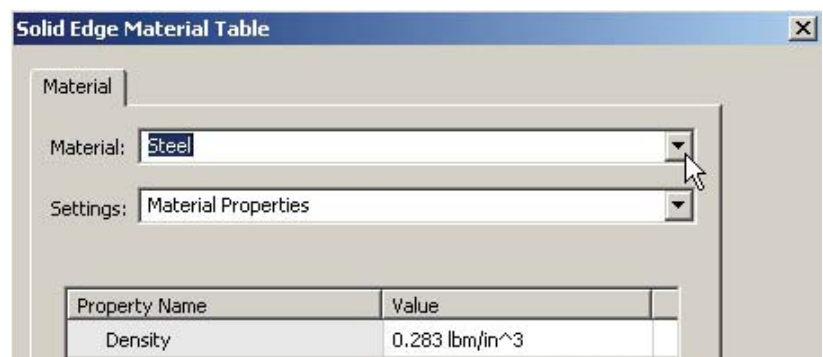 Solid Edge Material Table
Material
Material: Steel
Settings: Material Properties
Property Name Value
Density 0.283 lbm/in^3